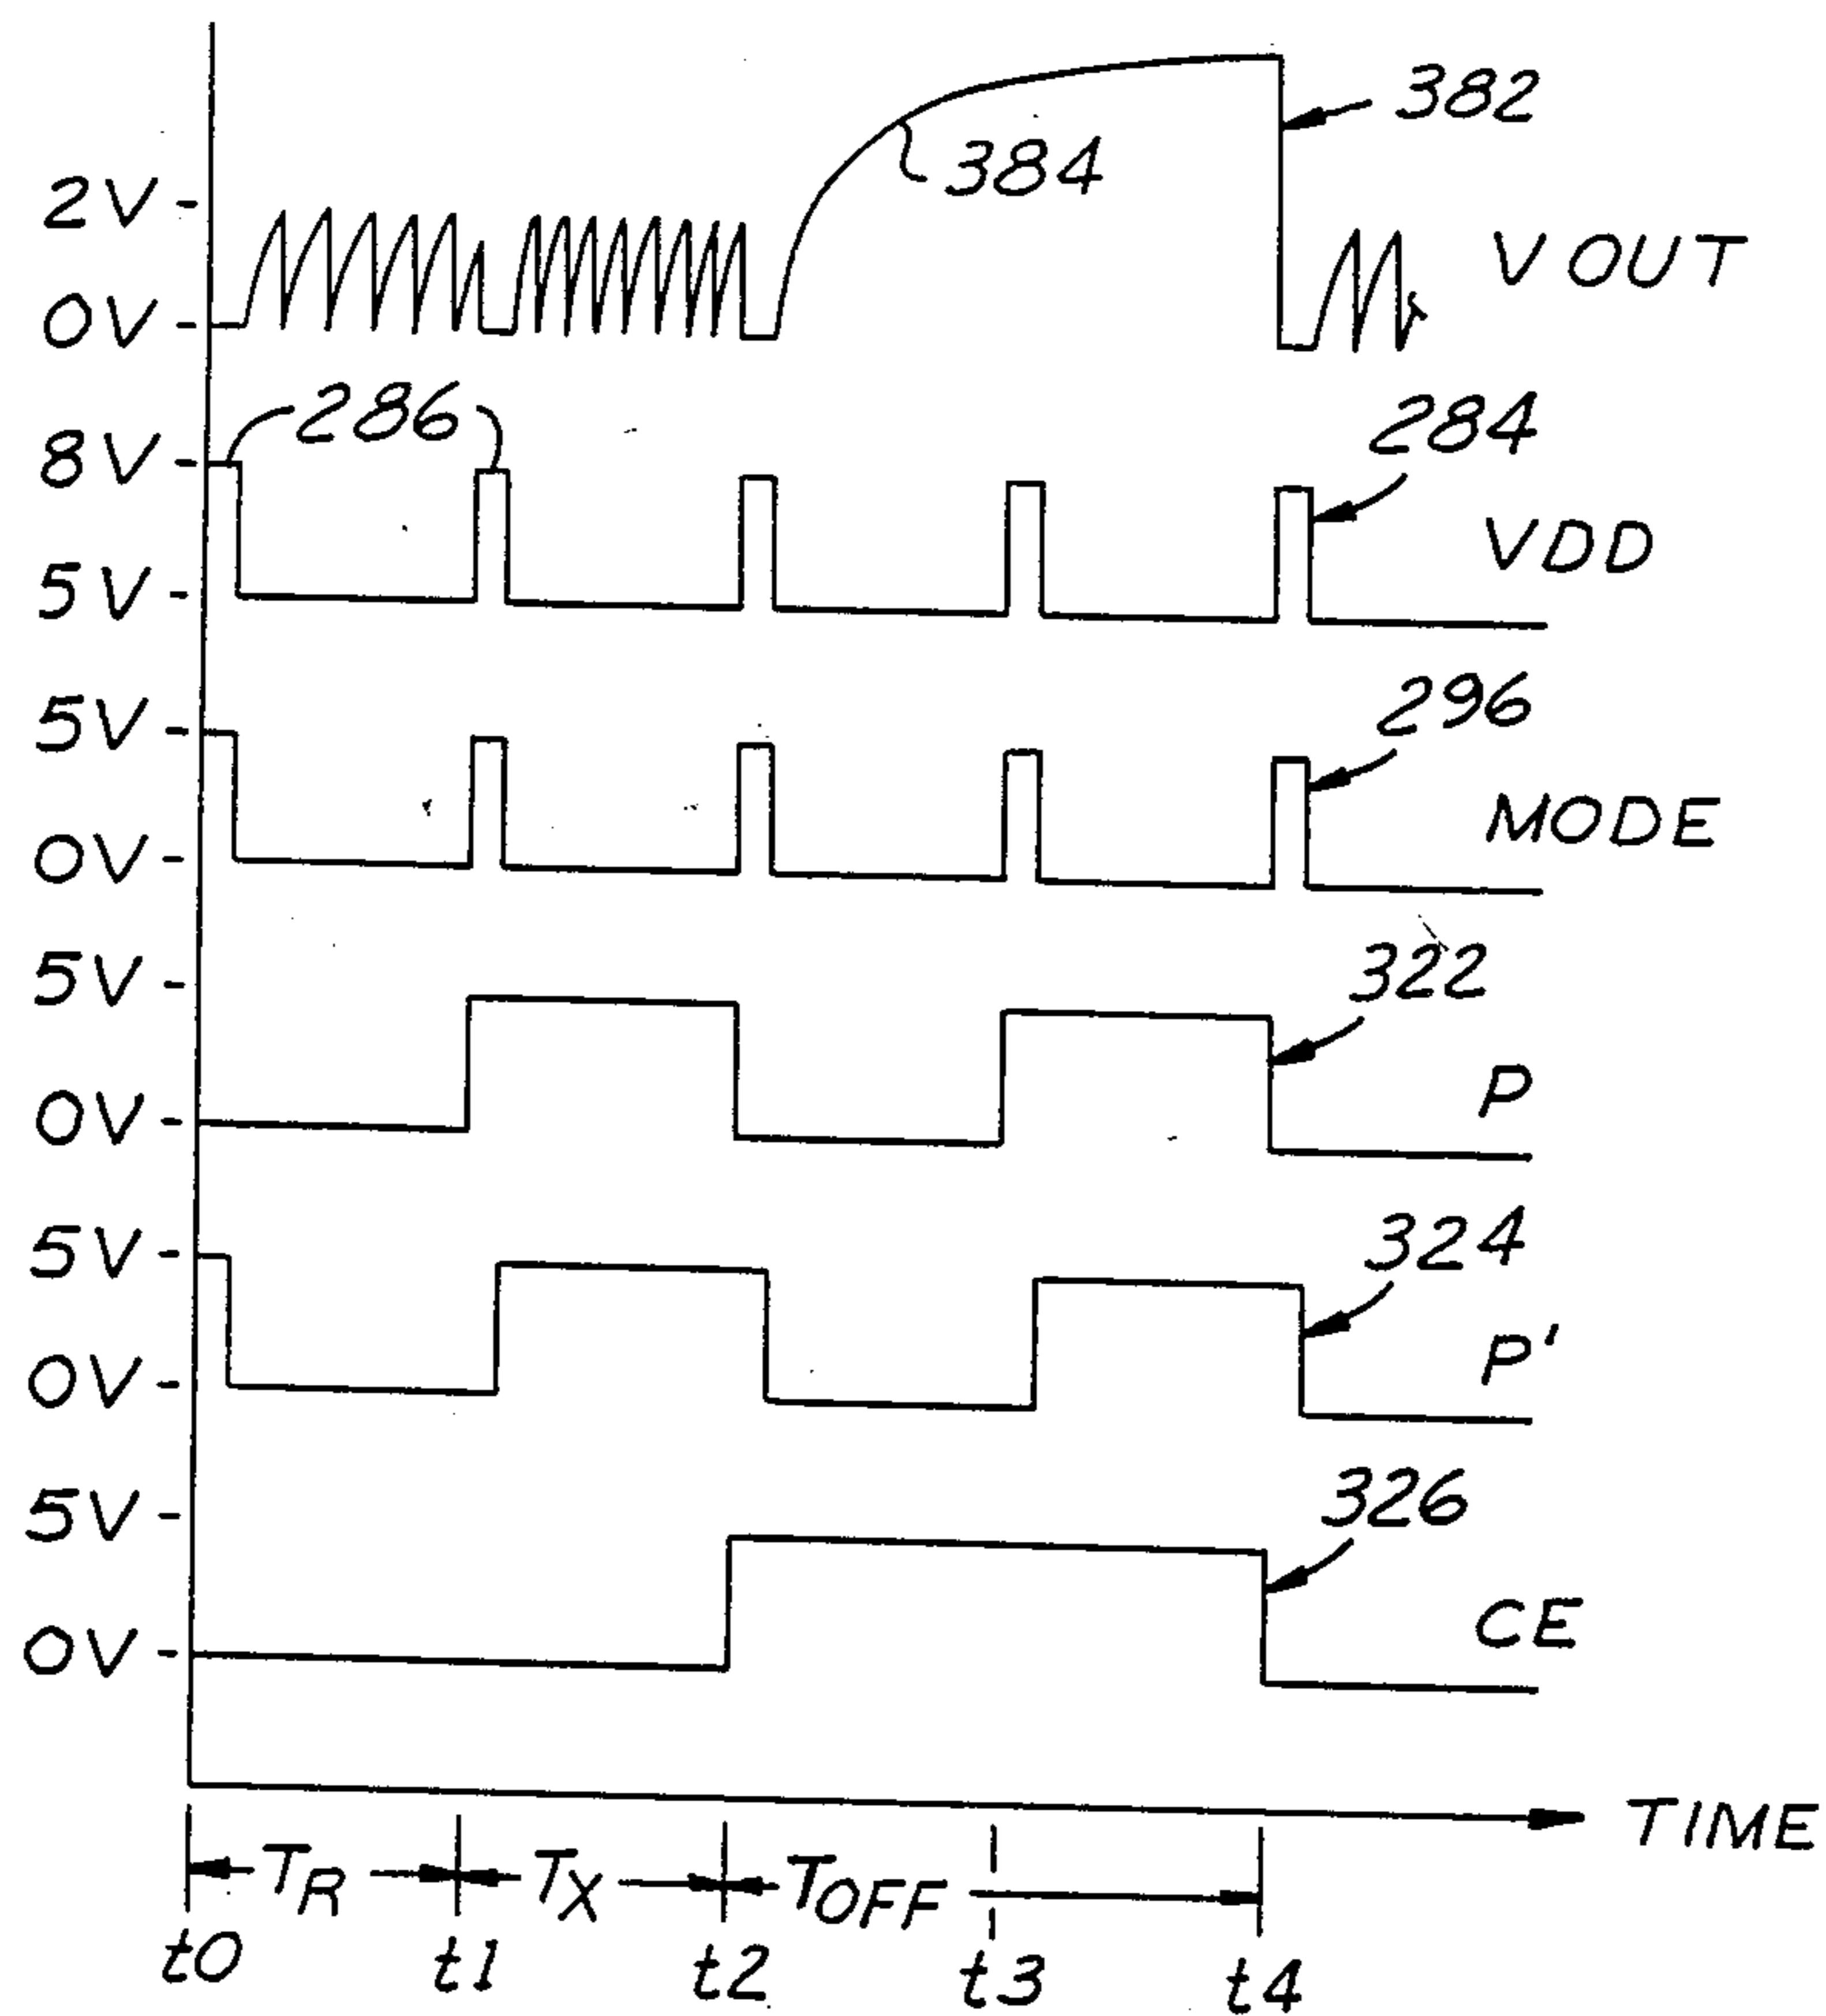 382
384
2V
0V
V OUT
286
284
8V
5V
VDD
296
5V
0V
MODE
322
5V
0V
P
324
5V
0V
P'
326
5V
0V
CE
TIME
TR TX TOFF
t0 t1 t2 t3 t4